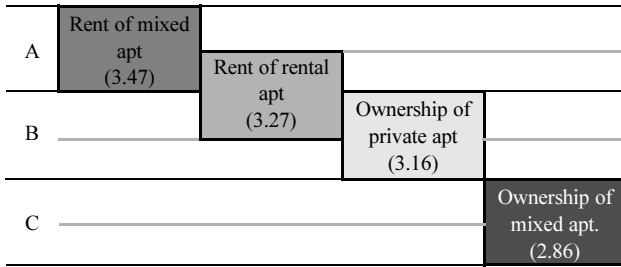 A
Rent of mixed
apt
(3.47)
Rent of rental
apt
(3.27)
B
Ownership of
private apt
(3.16)
C
Ownership of
mixed apt.
(2.86)